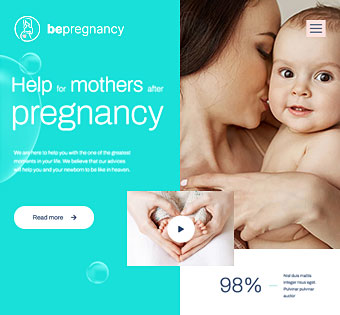 bepregnancy
Help for mothers after
pregnancy
We are here to help you with the one of the greatest
moments in your life. We believe that our advices
will help you and your newborn to be like in heaven.
Read more
98%
Nisl duis mattis
integer risus eget.
Pulvinar pulvinar
auctor